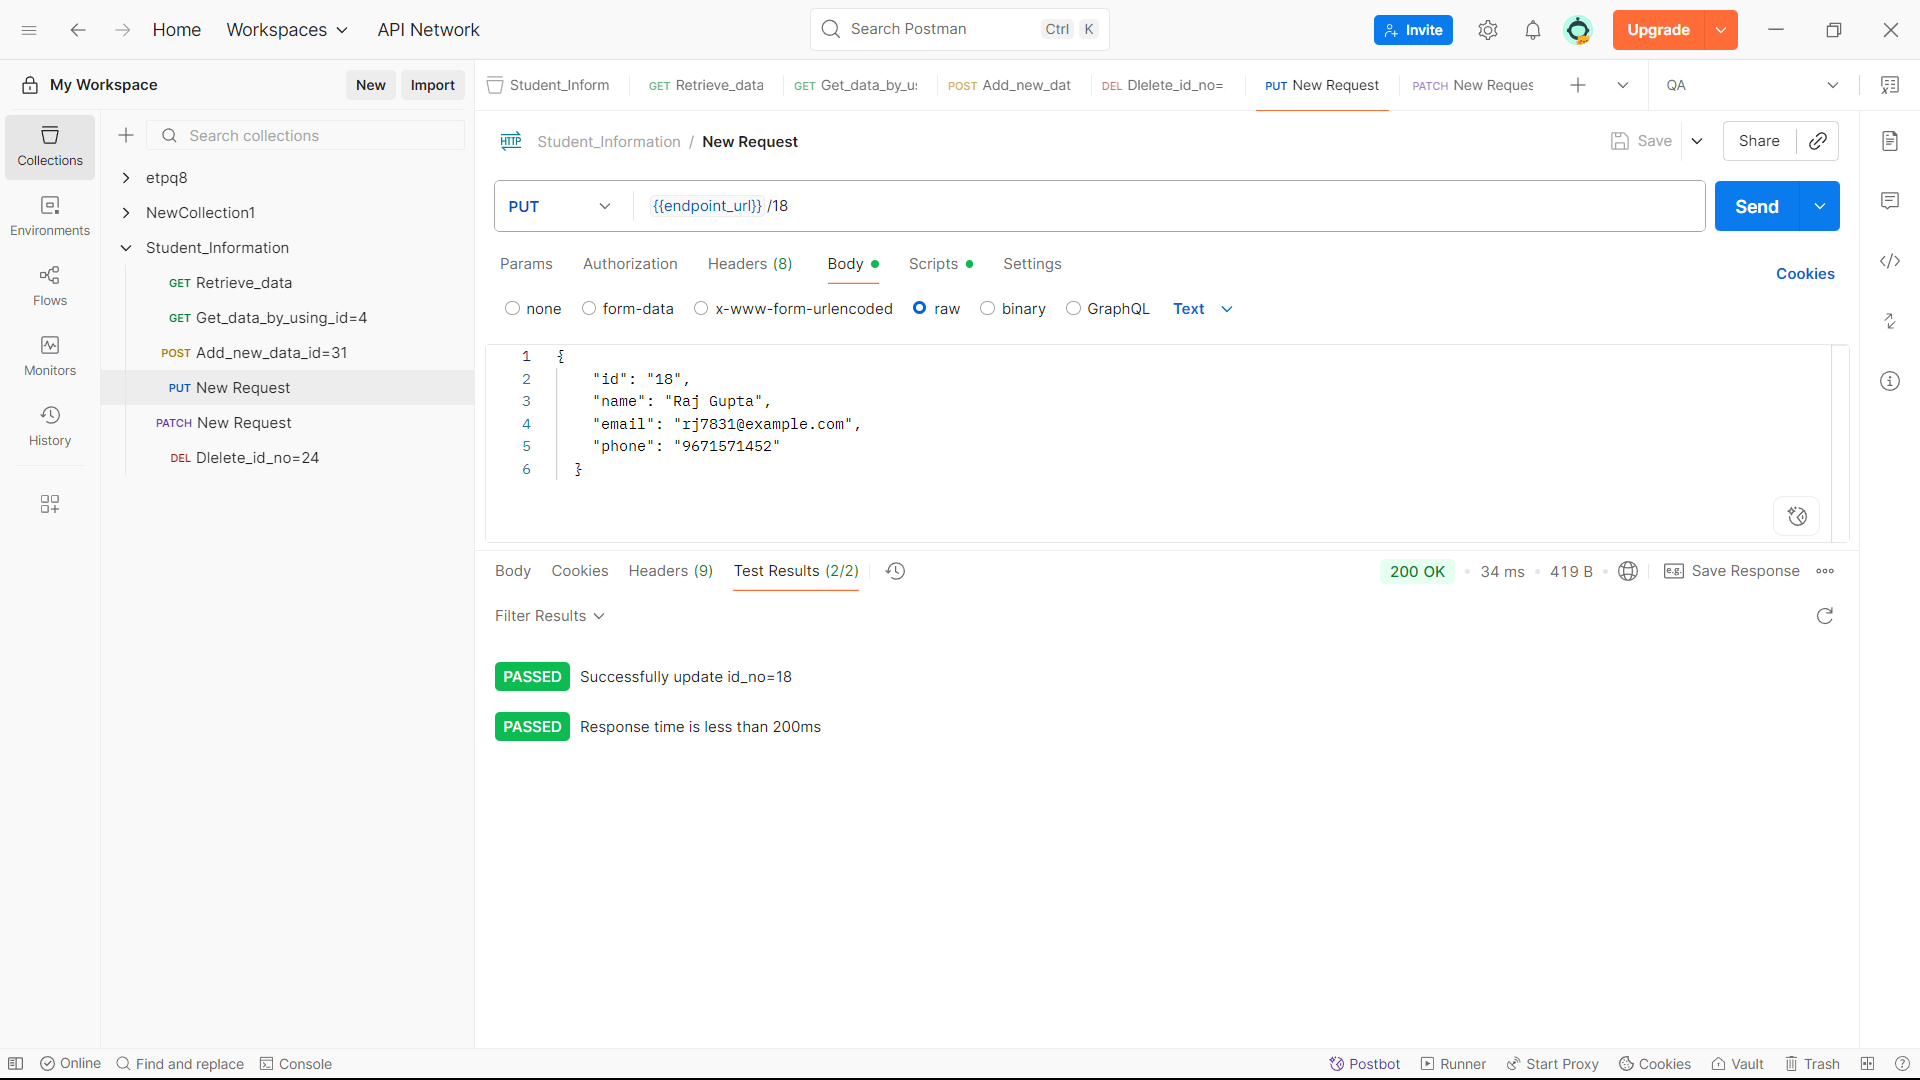 Home Workspaces API Network Search Postman Ctrl K Invite Upgrade
My Workspace New Import
Student_Inform GET Retrieve_data GET Get_data_by_u POST Add_new_dat DEL Dlelete_id_no= PUT New Request PATCH New Reques QA
Collections
Environments
Flows
Monitors
History
Search collections
etpq8
NewCollection1
Student_Information
GET Retrieve_data
GET Get_data_by_using_id=4
POST Add_new_data_id=31
PUT New Request
PATCH New Request
DEL Dlelete_id_no=24
HTTP Student_Information / New Request Save Share
PUT {{endpoint_url}} /18 Send
Params Authorization Headers (8) Body Scripts Settings Cookies
none form-data x-www-form-urlencoded raw binary GraphQL Text
1 {
2 "id": "18",
3 "name": "Raj Gupta",
4 "email": "rj7831@example.com",
5 "phone": "9671571452"
6 }
Body Cookies Headers (9) Test Results (2/2) 200 OK 34 ms 419 B e.g. Save Response
Filter Results
PASSED Successfully update id_no=18
PASSED Response time is less than 200ms
Online Find and replace Console Postbot Runner Start Proxy Cookies Vault Trash